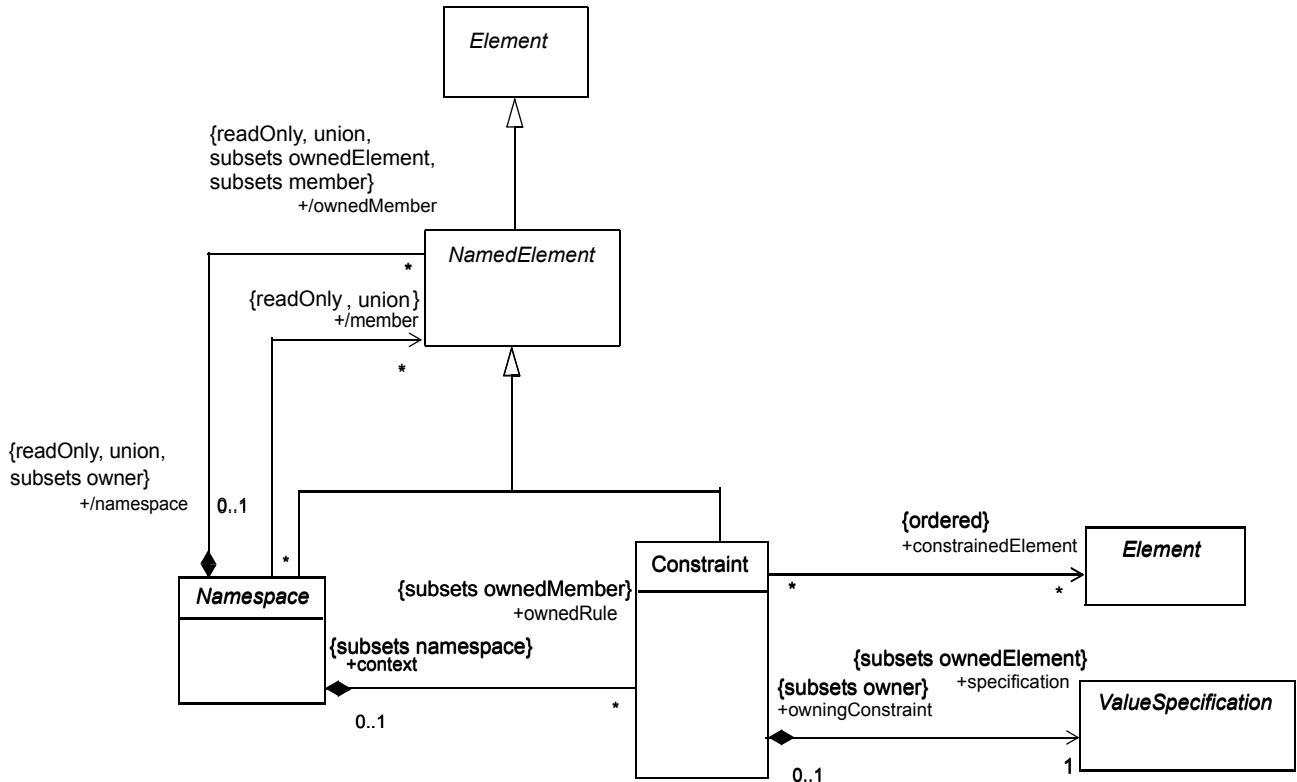 Element
{readOnly, union,
subsets ownedElement,
subsets member}
+/ownedMember
NamedElement
*
{readOnly , union}
+/member
*
{readOnly, union,
subsets owner}
+/namespace
0..1
*
{ordered}
+constrainedElement
Element
Constraint
*
*
Namespace
{subsets ownedMember}
+ownedRule
{subsets namespace}
+context
{subsets ownedElement}
+specification
{subsets owner}
+owningConstraint
ValueSpecification
0..1
*
0..1
1